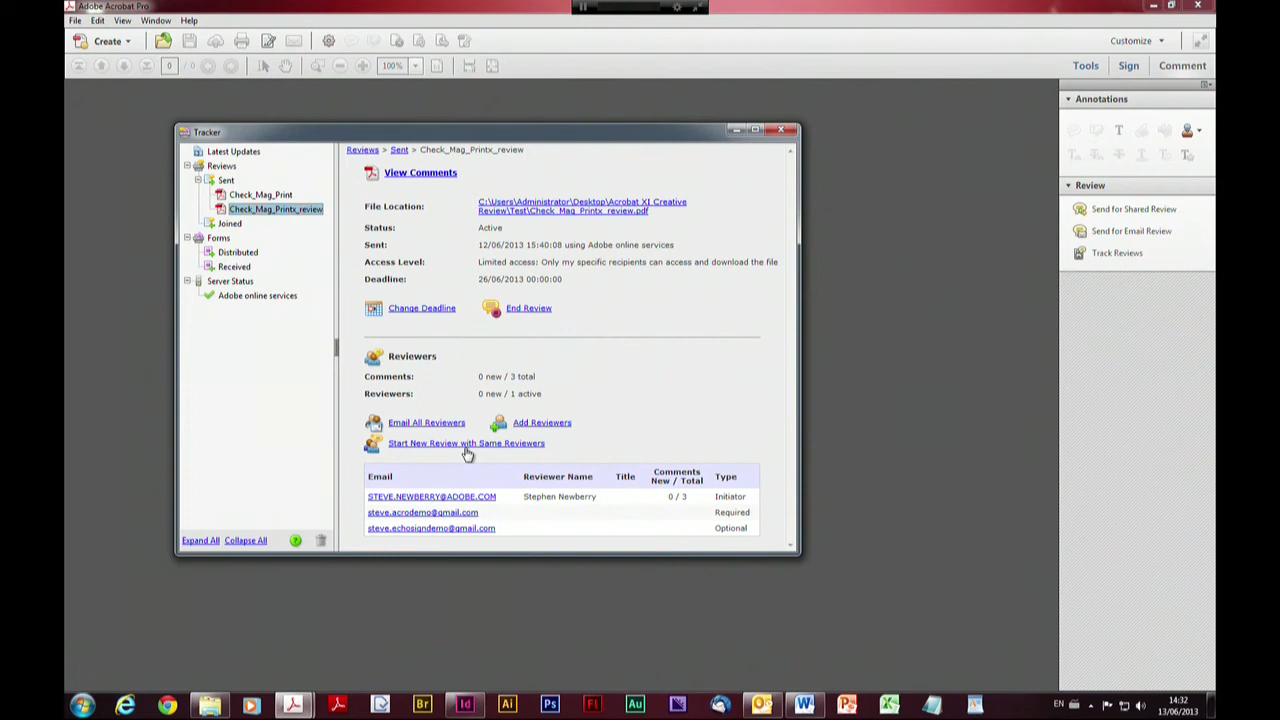 Adobe Acrobat Pro
File Edit View Window Help
Create
Customize
0 / 0
100%
Tools Sign Comment
Annotations
Tracker
Latest Updates
Reviews
Sent
Check_Mag_Print
Check_Mag_Printx_review
Joined
Forms
Distributed
Received
Server Status
Adobe online services
Expand All Collapse All
Reviews > Sent > Check_Mag_Printx_review
View Comments
File Location: C:\Users\Administrator\Desktop\Acrobat XI Creative
Review\Test\Check_Mag_Printx_review.pdf
Status: Active
Sent: 12/06/2013 15:40:08 using Adobe online services
Access Level: Limited access: Only my specific recipients can access and download the file
Deadline: 26/06/2013 00:00:00
Change Deadline End Review
Reviewers
Comments: 0 new / 3 total
Reviewers: 0 new / 1 active
Email All Reviewers Add Reviewers
Start New Review with Same Reviewers
Email Reviewer Name Title Comments New / Total Type
STEVE.NEWBERRY@ADOBE.COM Stephen Newberry 0 / 3 Initiator
steve.acrodemo@gmail.com Required
steve.echosigndemo@gmail.com Optional
Review
Send for Shared Review
Send for Email Review
Track Reviews
Br Id Ai Ps Fl Au
EN
14:32
13/06/2013